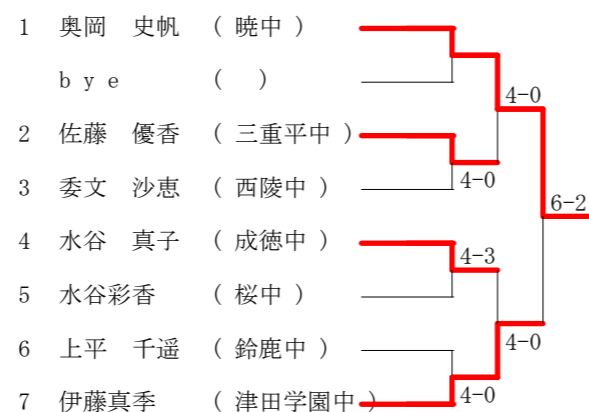 1 奥岡 史帆 ( 暁中 )
bye ( )
4-0
2 佐藤 優香 ( 三重平中 )
3 委文 沙恵 ( 西陵中 ) 4-0
6-2
4 水谷 真子 ( 成徳中 )
4-3
5 水谷彩香 ( 桜中 )
6 上平 千遥 ( 鈴鹿中 ) 4-0
7 伊藤真季 ( 津田学園中 ) 4-0